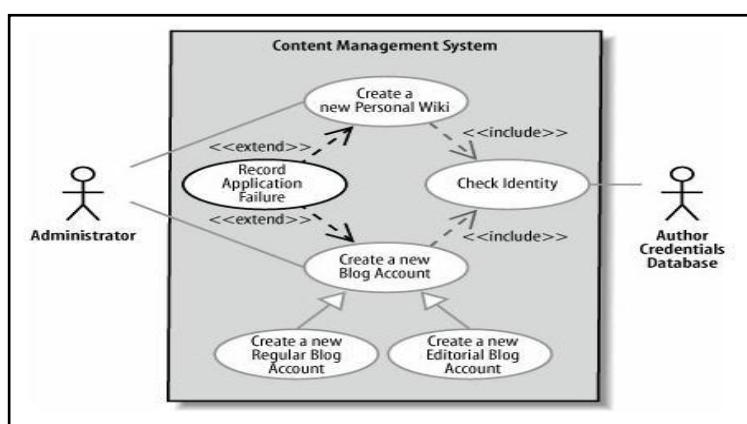 Content Management System
Create a
new Personal Wiki
<<extend>>
<<include>>
Record
Application
Failure
Check Identity
Administrator
<<extend>>
<<include>>
Author
Credentials
Database
Create a new
Blog Account
Create a new
Regular Blog
Account
Create a new
Editorial Blog
Account